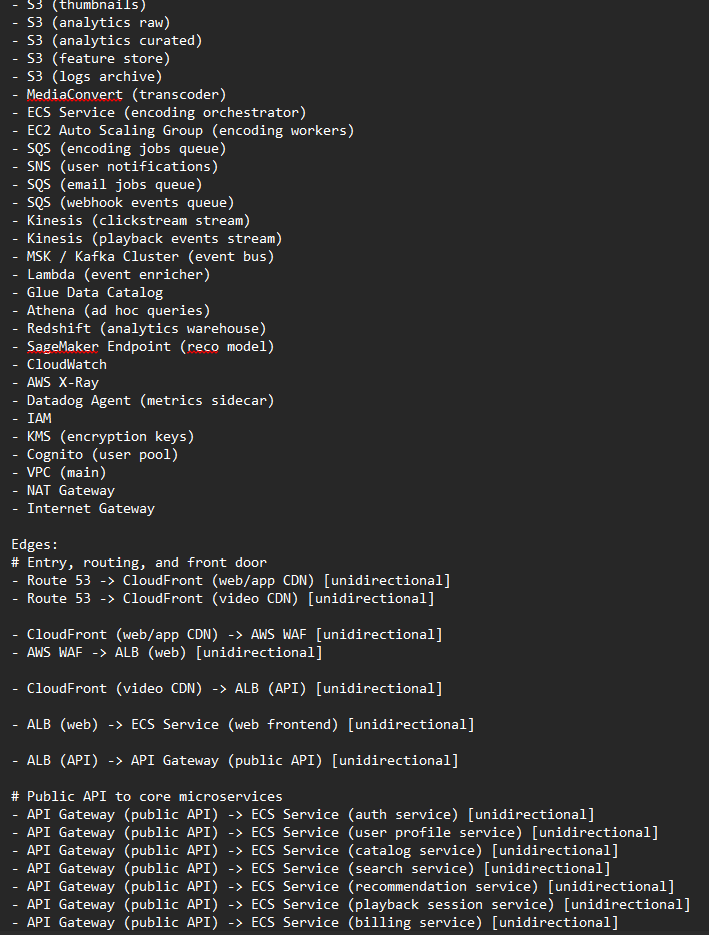 - S3 (thumbnails)
- S3 (analytics raw)
- S3 (analytics curated)
- S3 (feature store)
- S3 (logs archive)
- MediaConvert (transcoder)
- ECS Service (encoding orchestrator)
- EC2 Auto Scaling Group (encoding workers)
- SQS (encoding jobs queue)
- SNS (user notifications)
- SQS (email jobs queue)
- SQS (webhook events queue)
- Kinesis (clickstream stream)
- Kinesis (playback events stream)
- MSK / Kafka Cluster (event bus)
- Lambda (event enricher)
- Glue Data Catalog
- Athena (ad hoc queries)
- Redshift (analytics warehouse)
- SageMaker Endpoint (reco model)
- CloudWatch
- AWS X-Ray
- Datadog Agent (metrics sidecar)
- IAM
- KMS (encryption keys)
- Cognito (user pool)
- VPC (main)
- NAT Gateway
- Internet Gateway

Edges:
# Entry, routing, and front door
- Route 53 -> CloudFront (web/app CDN) [unidirectional]
- Route 53 -> CloudFront (video CDN) [unidirectional]

- CloudFront (web/app CDN) -> AWS WAF [unidirectional]
- AWS WAF -> ALB (web) [unidirectional]

- CloudFront (video CDN) -> ALB (API) [unidirectional]

- ALB (web) -> ECS Service (web frontend) [unidirectional]

- ALB (API) -> API Gateway (public API) [unidirectional]

# Public API to core microservices
- API Gateway (public API) -> ECS Service (auth service) [unidirectional]
- API Gateway (public API) -> ECS Service (user profile service) [unidirectional]
- API Gateway (public API) -> ECS Service (catalog service) [unidirectional]
- API Gateway (public API) -> ECS Service (search service) [unidirectional]
- API Gateway (public API) -> ECS Service (recommendation service) [unidirectional]
- API Gateway (public API) -> ECS Service (playback session service) [unidirectional]
- API Gateway (public API) -> ECS Service (billing service) [unidirectional]